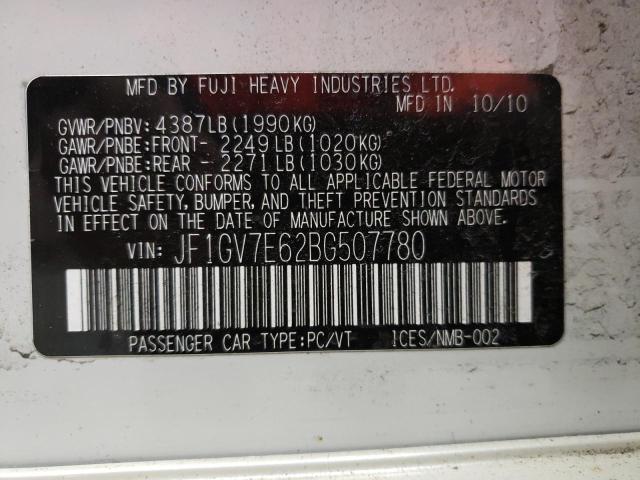 MFD BY FUJI HEAVY INDUSTRIES LTD.
MFD IN 10/10
GVWR/PNBV: 4387LB (1990KG)
GAWR/PNBE: FRONT- 2249LB (1020KG)
GAWR/PNBE: REAR - 2271LB (1030KG)
THIS VEHICLE CONFORMS TO ALL APPLICABLE FEDERAL MOTOR
VEHICLE SAFETY, BUMPER, AND THEFT PREVENTION STANDARDS
IN EFFECT ON THE DATE OF MANUFACTURE SHOWN ABOVE.
VIN: JF1GV7E62BG507780
PASSENGER CAR TYPE:PC/VT ICES/NMB-002